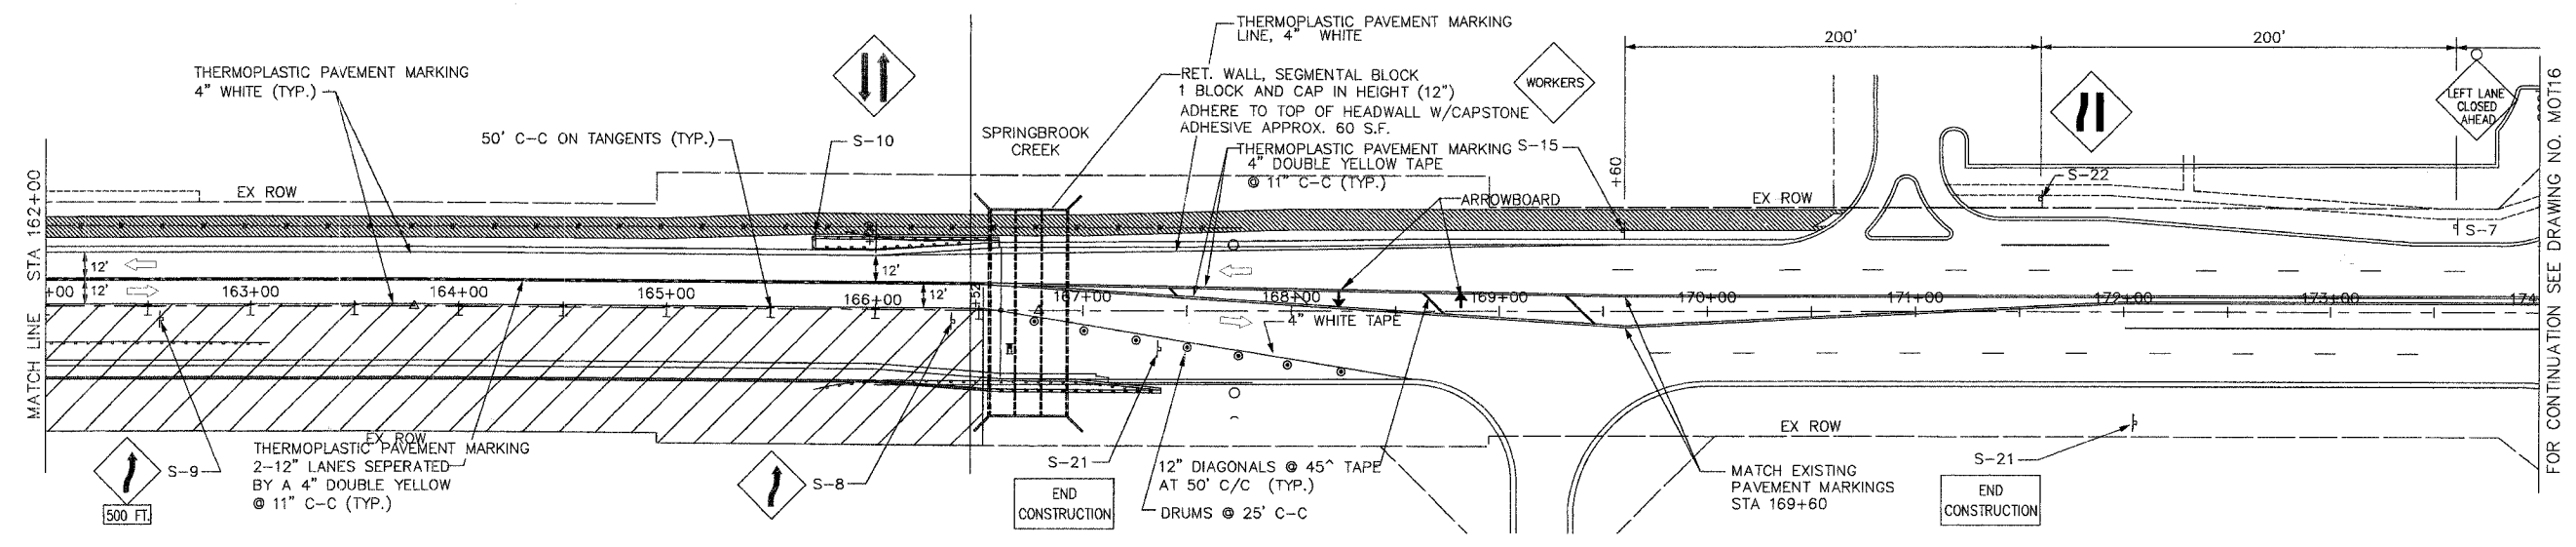 THERMOPLASTIC PAVEMENT MARKING
LINE, 4" WHITE
200'
200'
THERMOPLASTIC PAVEMENT MARKING
4" WHITE (TYP.)
RET. WALL, SEGMENTAL BLOCK
1 BLOCK AND CAP IN HEIGHT (12")
ADHERE TO TOP OF HEADWALL W/CAPSTONE
ADHESIVE APPROX. 60 S.F.
WORKERS
LEFT LANE
CLOSED
AHEAD
50' C-C ON TANGENTS (TYP.)
S-10
SPRINGBROOK
CREEK
THERMOPLASTIC PAVEMENT MARKING
4" DOUBLE YELLOW TAPE
@ 11" C-C (TYP.)
S-15
+60
S-22
EX ROW
ARROWBOARD
EX ROW
S-7
MATCH LINE STA 162+00
FOR CONTINUATION SEE DRAWING NO. MOT16
12'
12'
12'
12'
+00
163+00
164+00
165+00
166+00
+52
167+00
168+00
169+00
170+00
171+00
172+00
173+00
174
4" WHITE TAPE
EX ROW
THERMOPLASTIC PAVEMENT MARKING
2-12" LANES SEPERATED
BY A 4" DOUBLE YELLOW
@ 11" C-C (TYP.)
S-9
500 FT.
S-8
S-21
END
CONSTRUCTION
12" DIAGONALS @ 45^ TAPE
AT 50' C/C (TYP.)
DRUMS @ 25' C-C
MATCH EXISTING
PAVEMENT MARKINGS
STA 169+60
EX ROW
S-21
END
CONSTRUCTION